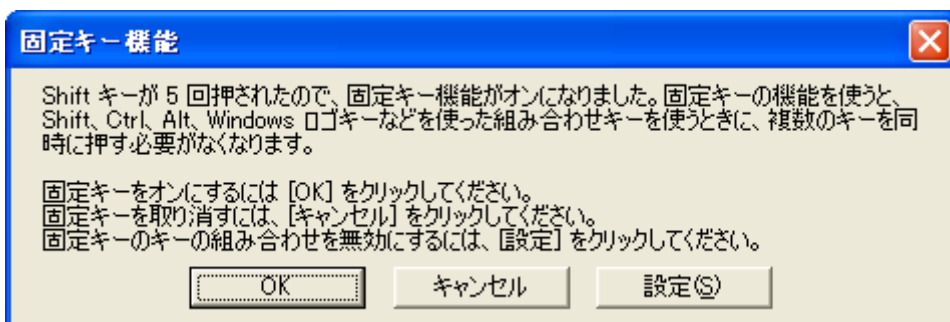 固定キー機能
Shift キーが 5 回押されたので、固定キー機能がオンになりました。固定キーの機能を使うと、
Shift、Ctrl、Alt、Windows ロゴキーなどを使った組み合わせキーを使うときに、複数のキーを同
時に押す必要がなくなります。
固定キーをオンにするには [OK] をクリックしてください。
固定キーを取り消すには、[キャンセル] をクリックしてください。
固定キーのキーの組み合わせを無効にするには、[設定] をクリックしてください。
OK キャンセル 設定(S)